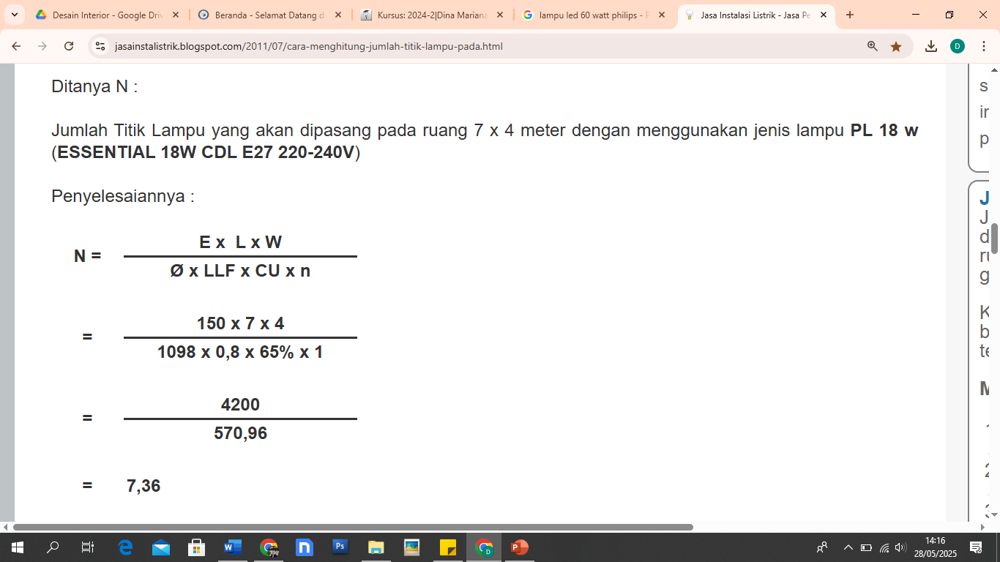 Desain Interior - Google Driv
Beranda - Selamat Datang d
Kursus: 2024-2|Dina Mariana
lampu led 60 watt philips - P
Jasa Instalasi Listrik - Jasa Pe
jasainstalistrik.blogspot.com/2011/07/cara-menghitung-jumlah-titik-lampu-pada.html
D
Ditanya N :
Jumlah Titik Lampu yang akan dipasang pada ruang 7 x 4 meter dengan menggunakan jenis lampu PL 18 w
(ESSENTIAL 18W CDL E27 220-240V)
Penyelesaiannya :
E x L x W
N =
Ø x LLF x CU x n
150 x 7 x 4
=
1098 x 0,8 x 65% x 1
4200
=
570,96
= 7,36
s
ir
p
J
J
d
g
K
b
te
2
14:16
28/05/2025